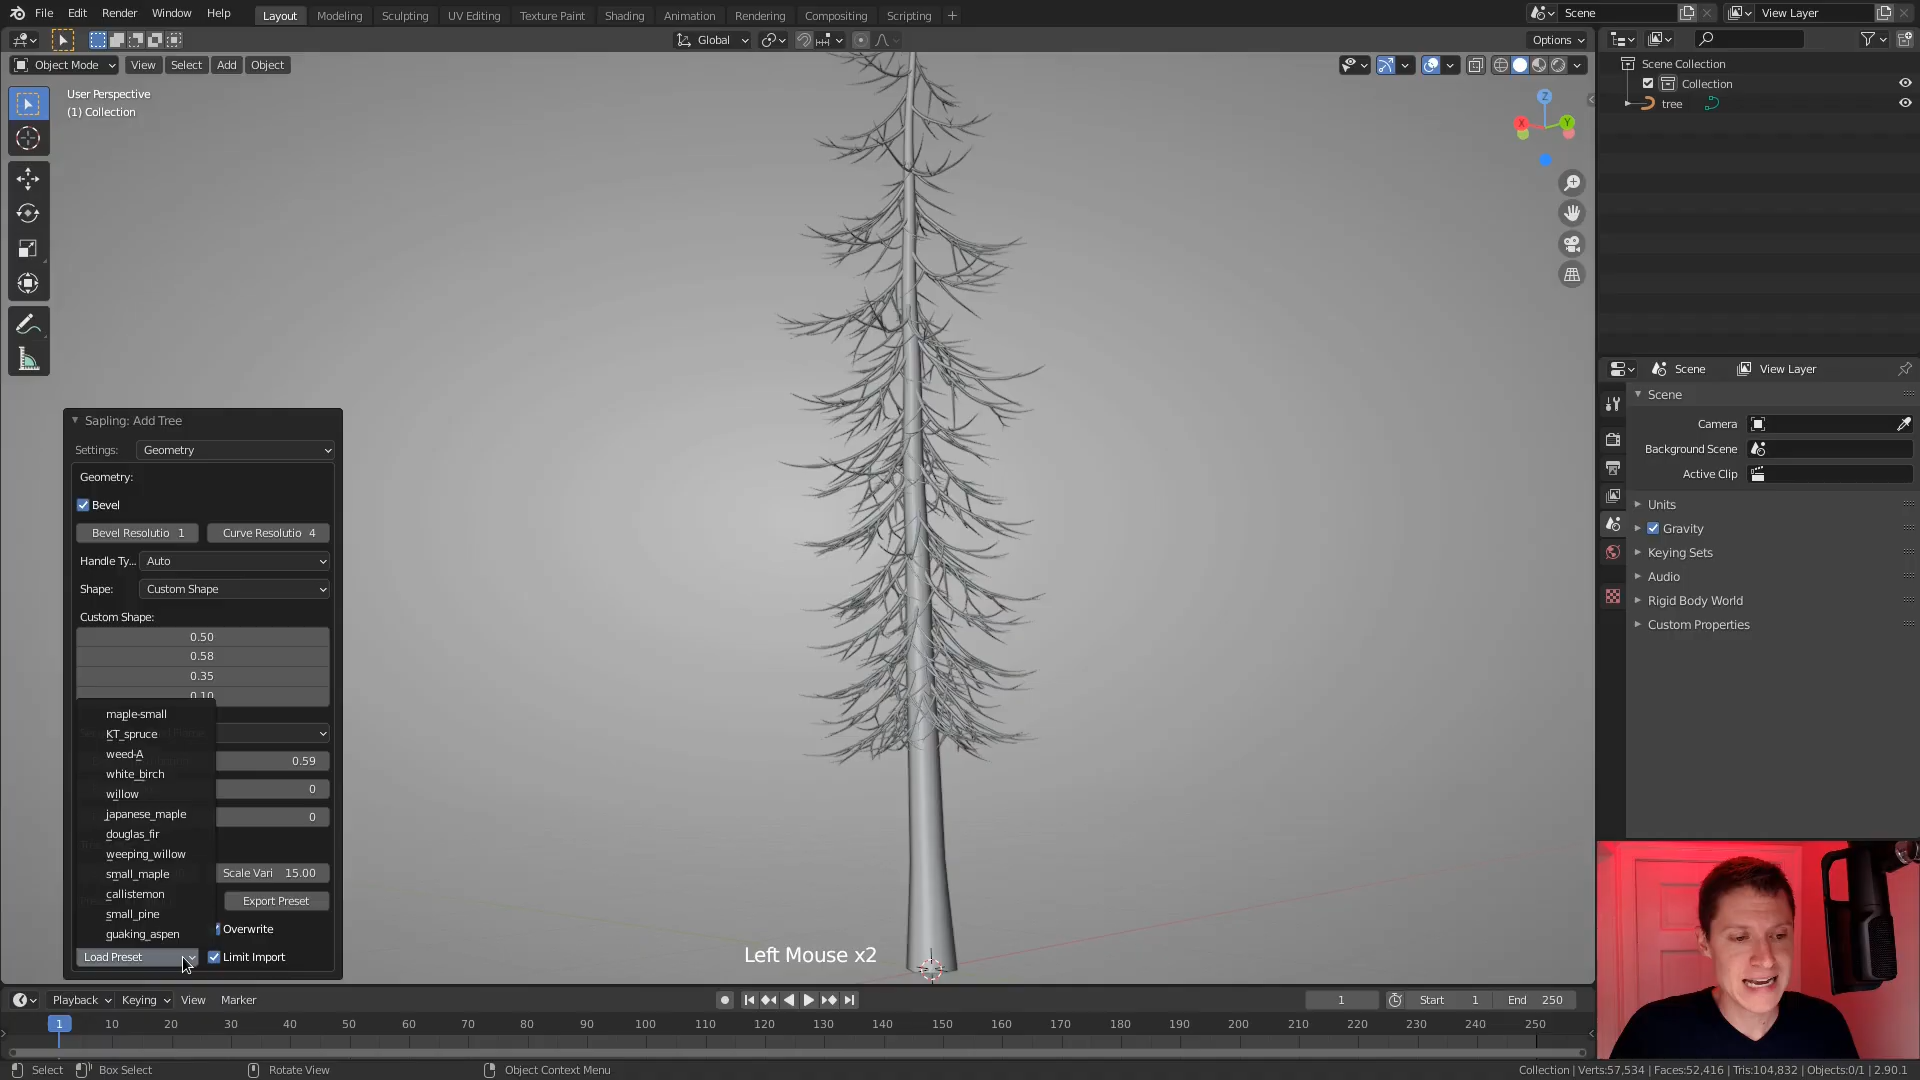 File Edit Render Window Help
Layout Modeling Sculpting UV Editing Texture Paint Shading Animation Rendering Compositing Scripting +
Scene
View Layer
Global
Options
Object Mode View Select Add Object
User Perspective
(1) Collection
Z
X
Y
Scene Collection
Collection
tree
Scene View Layer
Scene
Camera
Background Scene
Active Clip
Units
Gravity
Keying Sets
Audio
Rigid Body World
Custom Properties
Sapling: Add Tree
Settings: Geometry
Geometry:
Bevel
Bevel Resolutio 1 Curve Resolutio 4
Handle Ty... Auto
Shape: Custom Shape
Custom Shape:
0.50
0.58
0.35
0.10
maple-small
KT_spruce
weed-A
white_birch
willow
japanese_maple
douglas_fir
weeping_willow
small_maple
callistemon
small_pine
quaking_aspen
0.59
0
0
Scale Vari 15.00
Export Preset
Overwrite
Load Preset Limit Import
Left Mouse x2
Playback Keying View Marker
1 Start 1 End 250
1 10 20 30 40 50 60 70 80 90 100 110 120 130 140 150 160 170 180 190 200 210 220 230 240 250
Select Box Select Rotate View Object Context Menu
Collection | Verts:57,534 | Faces:52,416 | Tris:104,832 | Objects:0/1 | 2.90.1